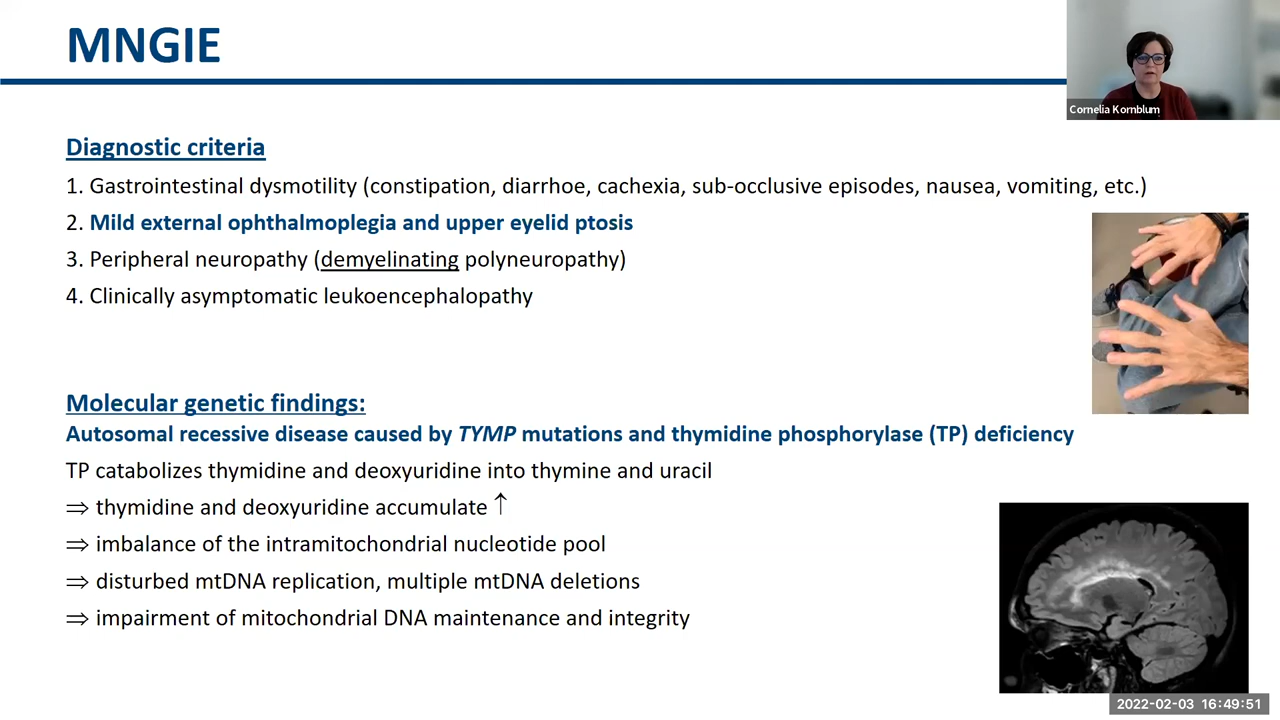 MNGIE
Cornelia Kornblum
Diagnostic criteria
1. Gastrointestinal dysmotility (constipation, diarrhoe, cachexia, sub-occlusive episodes, nausea, vomiting, etc.)
2. Mild external ophthalmoplegia and upper eyelid ptosis
3. Peripheral neuropathy (demyelinating polyneuropathy)
4. Clinically asymptomatic leukoencephalopathy
Molecular genetic findings:
Autosomal recessive disease caused by TYMP mutations and thymidine phosphorylase (TP) deficiency
TP catabolizes thymidine and deoxyuridine into thymine and uracil
⇒ thymidine and deoxyuridine accumulate ↑
⇒ imbalance of the intramitochondrial nucleotide pool
⇒ disturbed mtDNA replication, multiple mtDNA deletions
⇒ impairment of mitochondrial DNA maintenance and integrity
2022-02-03 16:49:51